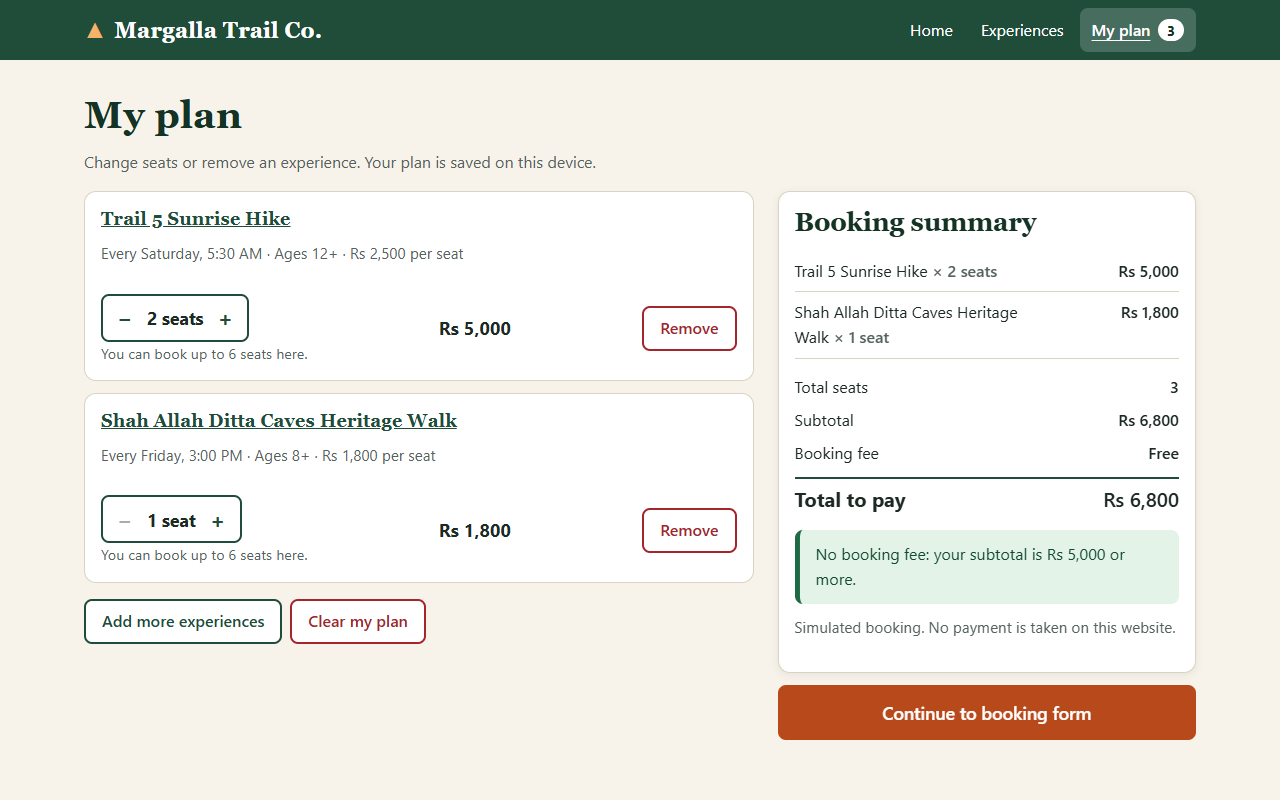 Margalla Trail Co.
Home
Experiences
My plan 3
My plan
Change seats or remove an experience. Your plan is saved on this device.
Trail 5 Sunrise Hike
Every Saturday, 5:30 AM · Ages 12+ · Rs 2,500 per seat
− 2 seats +
You can book up to 6 seats here.
Rs 5,000
Remove
Shah Allah Ditta Caves Heritage Walk
Every Friday, 3:00 PM · Ages 8+ · Rs 1,800 per seat
− 1 seat +
You can book up to 6 seats here.
Rs 1,800
Remove
Add more experiences
Clear my plan
Booking summary
Trail 5 Sunrise Hike × 2 seats Rs 5,000
Shah Allah Ditta Caves Heritage Rs 1,800
Walk × 1 seat
Total seats 3
Subtotal Rs 6,800
Booking fee Free
Total to pay Rs 6,800
No booking fee: your subtotal is Rs 5,000 or
more.
Simulated booking. No payment is taken on this website.
Continue to booking form